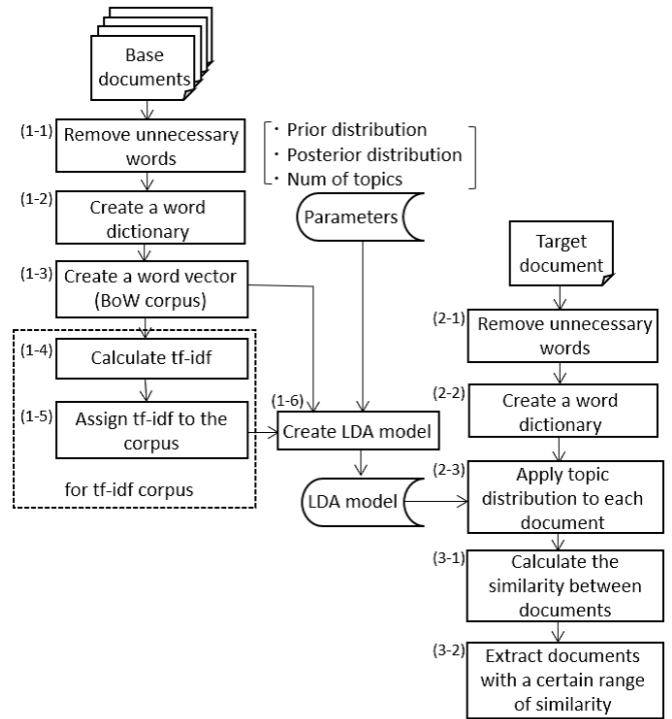 Base
documents
(1-1)
Remove unnecessary
words
・ Prior distribution
・ Posterior distribution
・ Num of topics
(1-2)
Create a word
dictionary
Parameters
(1-3)
Create a word vector
(BoW corpus)
(1-4)
Calculate tf-idf
(1-5)
Assign tf-idf to the
corpus
for tf-idf corpus
(1-6)
Create LDA model
LDA model
Target
document
(2-1)
Remove unnecessary
words
(2-2)
Create a word
dictionary
(2-3)
Apply topic
distribution to each
document
(3-1)
Calculate the
similarity between
documents
(3-2)
Extract documents
with a certain range
of similarity